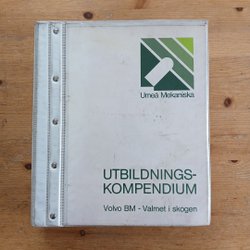 Umeå Mekaniska
UTBILDNINGS-
KOMPENDIUM
Volvo BM - Valmet i skogen